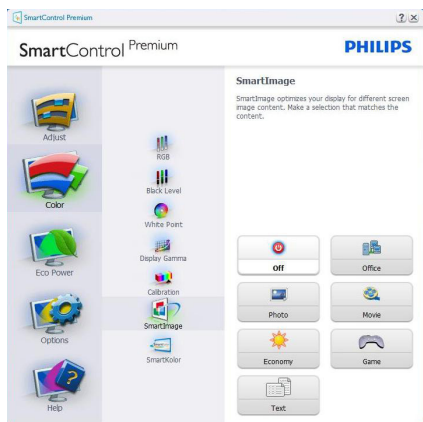 SmartControl Premium
SmartControl Premium
PHILIPS
Adjust
Color
Eco Power
Options
Help
RGB
Black Level
White Point
Display Gamma
Calibration
SmartImage
SmartKolor
SmartImage
SmartImage optimizes your display for different screen
image content. Make a selection that matches the
content.
Off
Office
Photo
Movie
Economy
Game
Text